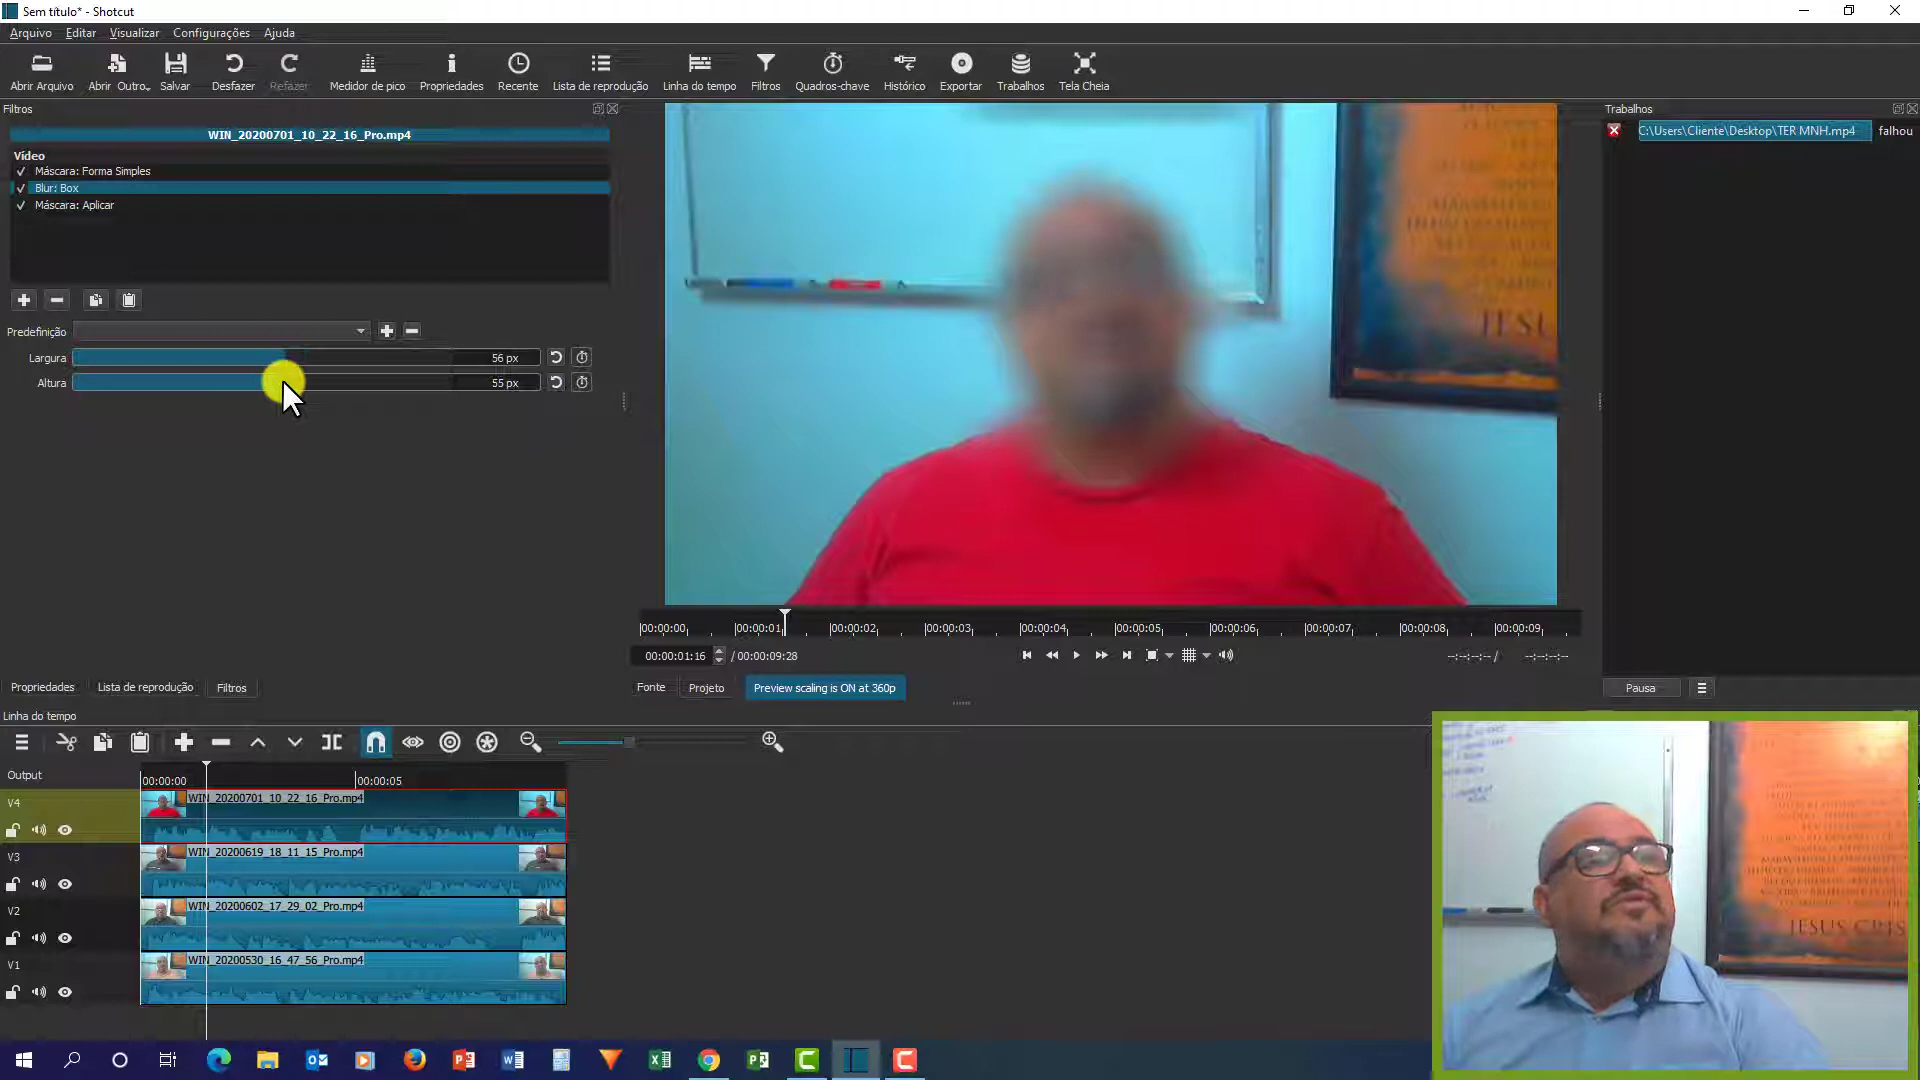 Sem título* - Shotcut
Arquivo Editar Visualizar Configurações Ajuda
Abrir Arquivo Abrir Outro... Salvar Desfazer Refazer Medidor de pico Propriedades Recente Lista de reprodução Linha do tempo Filtros Quadros-chave Histórico Exportar Trabalhos Tela Cheia
Filtros
WIN_20200701_10_22_16_Pro.mp4
Vídeo
Máscara: Forma Simples
Blur: Box
Máscara: Aplicar
Predefinição
Largura 56 px
Altura 55 px
JESU
Trabalhos
C:\Users\Cliente\Desktop\TER MNH.mp4 falhou
00:00:00 00:00:01 00:00:02 00:00:03 00:00:04 00:00:05 00:00:06 00:00:07 00:00:08 00:00:09
00:00:01:16 / 00:00:09:28 --:--:--:-- / --:--:--:--
Propriedades Lista de reprodução Filtros
Fonte Projeto Preview scaling is ON at 360p
Pausa
Linha do tempo
Output 00:00:00 00:00:05
V4 WIN_20200701_10_22_16_Pro.mp4
V3 WIN_20200619_18_11_15_Pro.mp4
V2 WIN_20200602_17_29_02_Pro.mp4
V1 WIN_20200530_16_47_56_Pro.mp4
JESUS CRIS